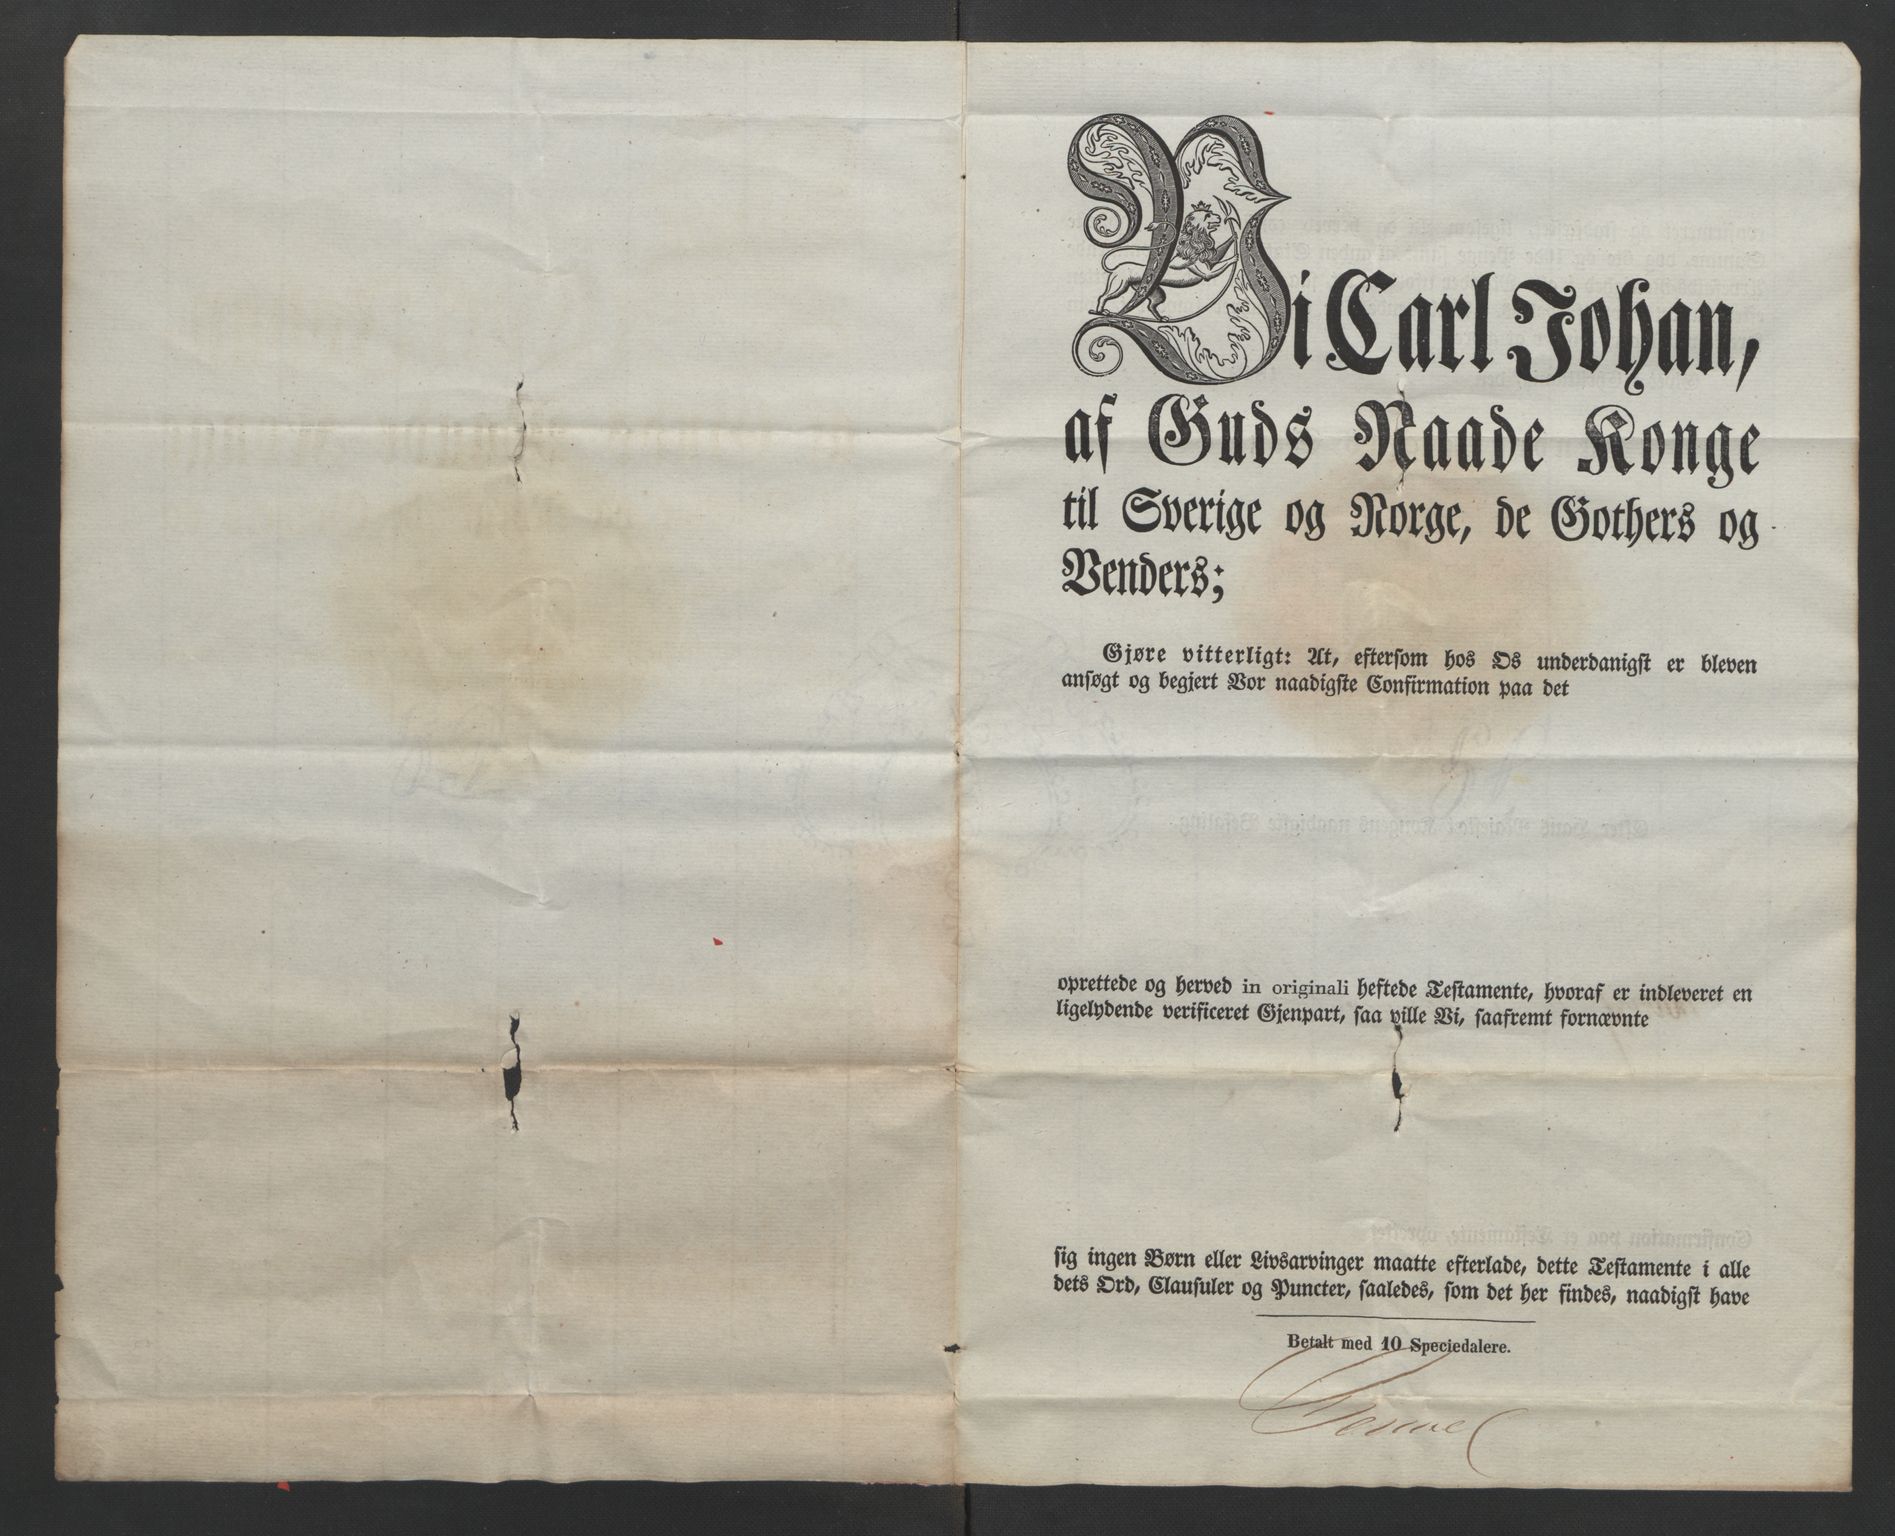 Vi Carl Johan,
af Guds Naade Konge
til Sverige og Norge, de Gothers og
Venders;
Gjøre vitterligt: At, eftersom hos Os underdanigst er bleven
ansøgt og begjert Vor naadigste Confirmation paa det
oprettede og herved in originali heftede Testamente, hvoraf er indleveret en
ligelydende verificeret Gjenpart, saa ville Vi, saafremt fornævnte
sig ingen Børn eller Livsarvinger maatte efterlade, dette Testamente i alle
dets Ord, Clausuler og Puncter, saaledes, som det her findes, naadigst have
Betalt med 10 Speciedalere.